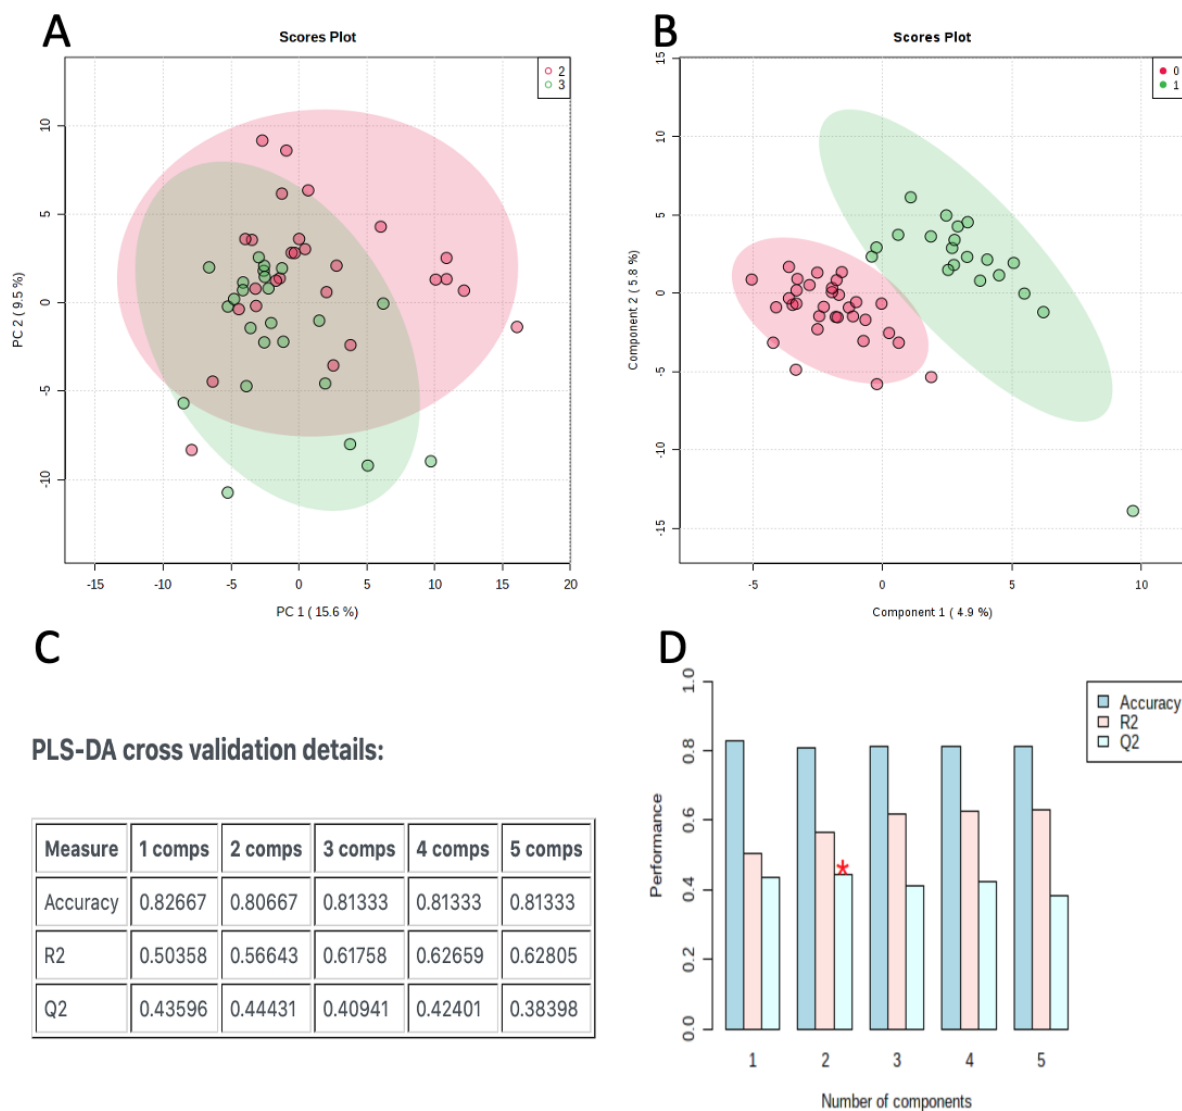 A
Scores Plot
2
3
10
5
0
-5
-10
PC 2 ( 9.5 %)
-15
-10
-5
0
5
10
15
20
PC 1 ( 15.6 %)
B
Scores Plot
0
1
15
10
5
0
-5
-10
-15
Component 2 ( 5.8 %)
-5
0
5
10
Component 1 ( 4.9 %)
C
PLS-DA cross validation details:
Measure 1 comps 2 comps 3 comps 4 comps 5 comps
Accuracy 0.82667 0.80667 0.81333 0.81333 0.81333
R2 0.50358 0.56643 0.61758 0.62659 0.62805
Q2 0.43596 0.44431 0.40941 0.42401 0.38398
D
1.0
0.8
0.6
0.4
0.2
0.0
Performance
*
Accuracy
R2
Q2
1 2 3 4 5
Number of components